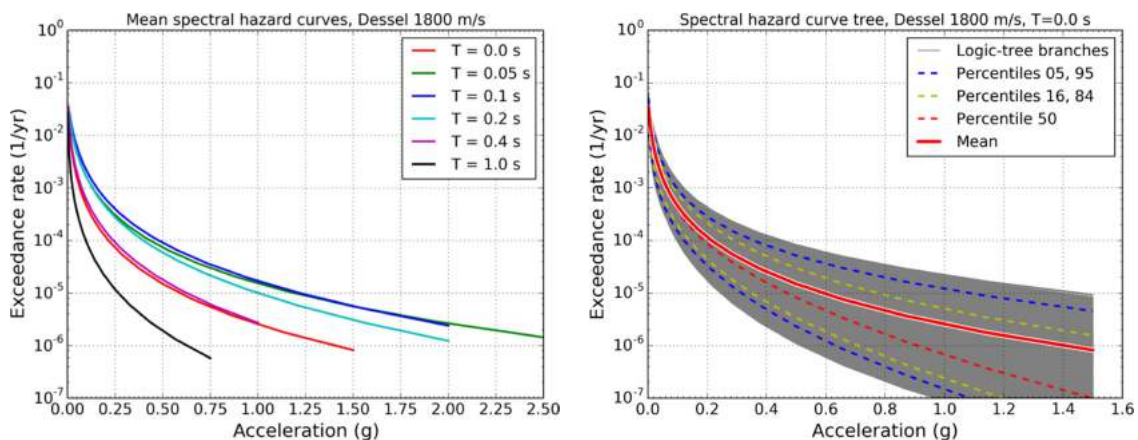 Mean spectral hazard curves, Dessel 1800 m/s
Exceedance rate (1/yr)
10^0
10^-1
10^-2
10^-3
10^-4
10^-5
10^-6
10^-7
T = 0.0 s
T = 0.05 s
T = 0.1 s
T = 0.2 s
T = 0.4 s
T = 1.0 s
0.00 0.25 0.50 0.75 1.00 1.25 1.50 1.75 2.00 2.25 2.50
Acceleration (g)
Spectral hazard curve tree, Dessel 1800 m/s, T=0.0 s
Exceedance rate (1/yr)
10^0
10^-1
10^-2
10^-3
10^-4
10^-5
10^-6
10^-7
Logic-tree branches
Percentiles 05, 95
Percentiles 16, 84
Percentile 50
Mean
0.0 0.2 0.4 0.6 0.8 1.0 1.2 1.4 1.6
Acceleration (g)